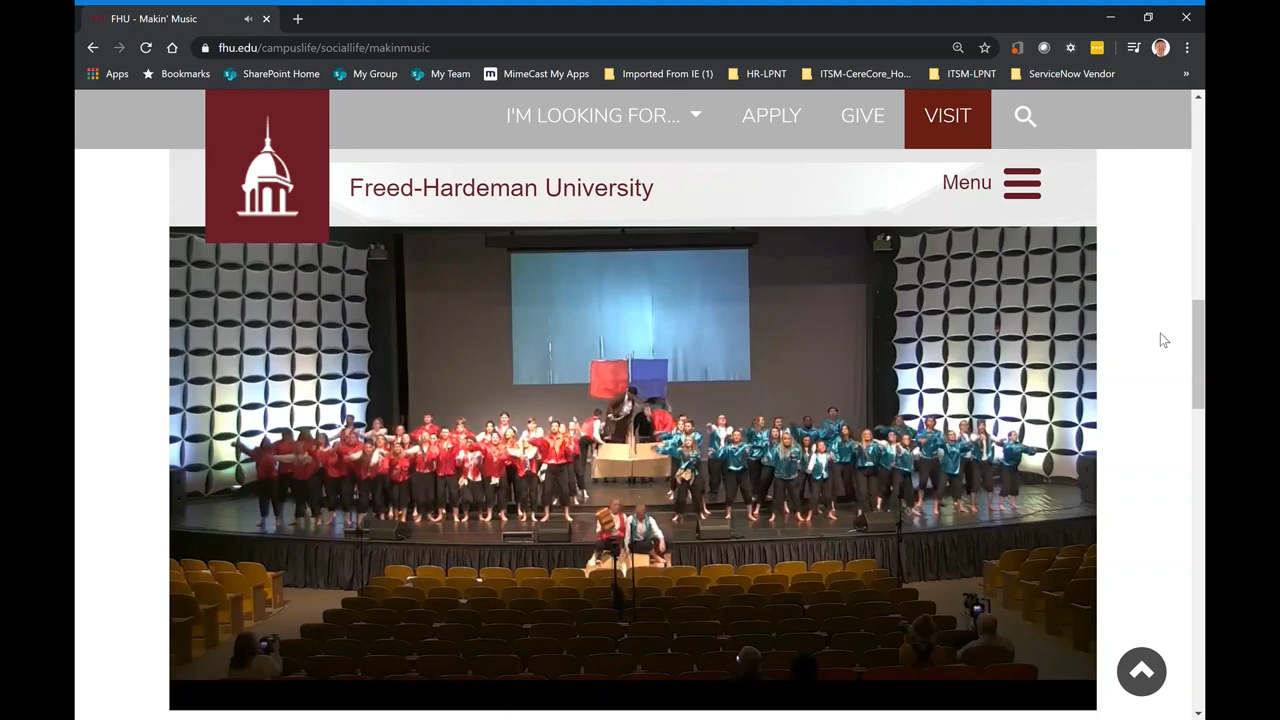 FHU - Makin' Music
fhu.edu/campuslife/sociallife/makinmusic
Apps Bookmarks SharePoint Home My Group My Team MimeCast My Apps Imported From IE (1) HR-LPNT ITSM-CereCore_Ho... ITSM-LPNT ServiceNow Vendor »
I'M LOOKING FOR... APPLY GIVE VISIT
Freed-Hardeman University Menu